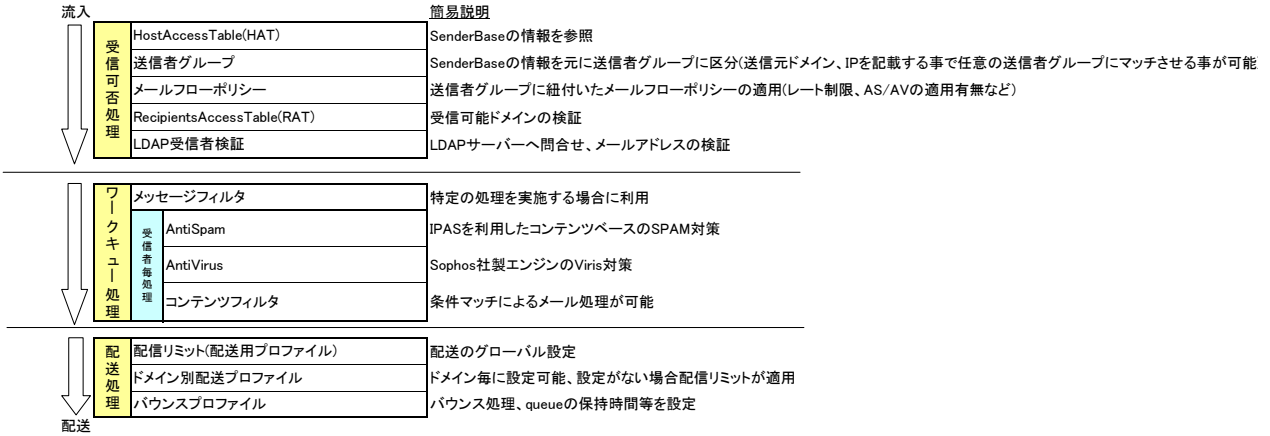 流入 簡易説明
受信可否処理
HostAccessTable(HAT) SenderBaseの情報を参照
送信者グループ SenderBaseの情報を元に送信者グループに区分(送信元ドメイン、IPを記載する事で任意の送信者グループにマッチさせる事が可能
メールフローポリシー 送信者グループに紐付いたメールフローポリシーの適用(レート制限、AS/AVの適用有無など)
RecipientsAccessTable(RAT) 受信可能ドメインの検証
LDAP受信者検証 LDAPサーバーへ問合せ、メールアドレスの検証
ワークキュー処理
メッセージフィルタ 特定の処理を実施する場合に利用
受信者毎処理
AntiSpam IPASを利用したコンテンツベースのSPAM対策
AntiVirus Sophos社製エンジンのViris対策
コンテンツフィルタ 条件マッチによるメール処理が可能
配送処理
配信リミット(配送用プロファイル) 配送のグローバル設定
ドメイン別配送プロファイル ドメイン毎に設定可能、設定がない場合配信リミットが適用
バウンスプロファイル バウンス処理、queueの保持時間等を設定
配送